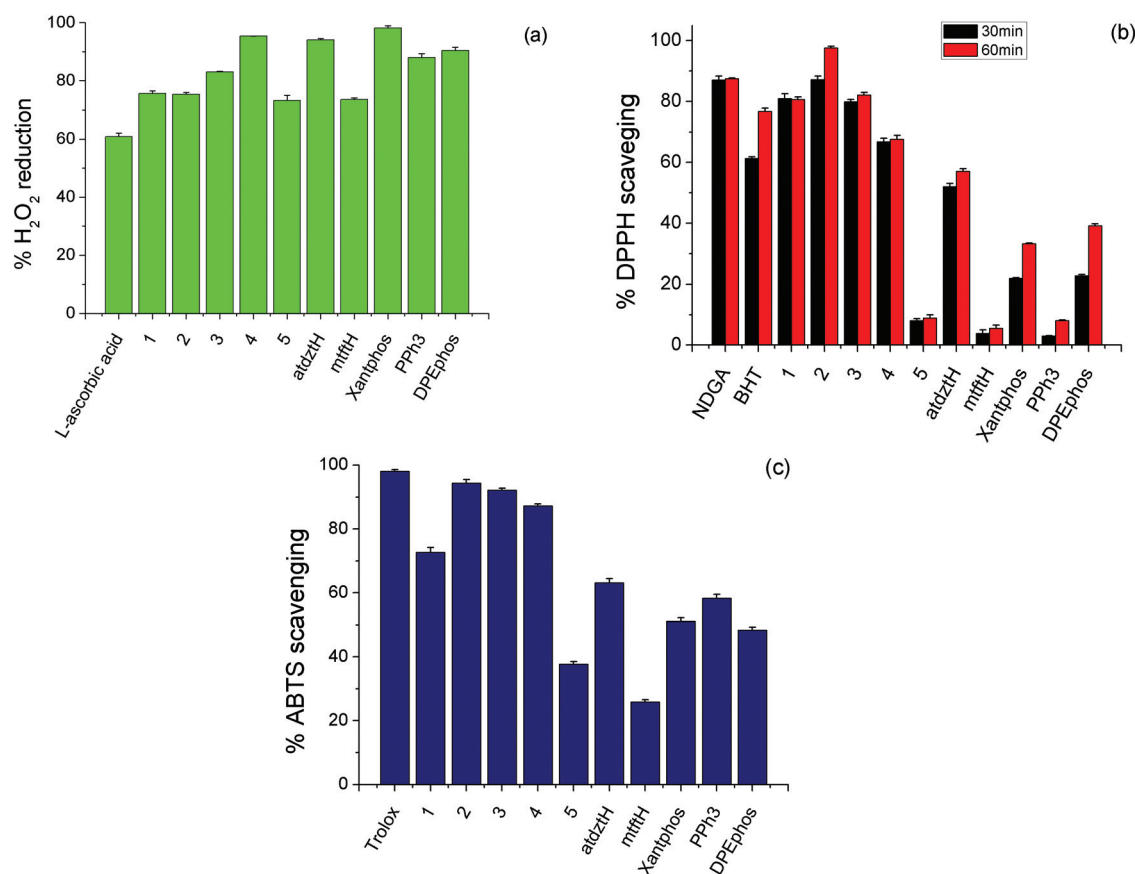 (a)
% H2O2 reduction
100
80
60
40
20
0
L-ascorbic acid
1
2
3
4
5
atdztH
mtftH
Xantphos
PPh3
DPEphos
(b)
30min
60min
% DPPH scaveging
100
80
60
40
20
0
NDGA
BHT
1
2
3
4
5
atdztH
mtftH
Xantphos
PPh3
DPEphos
(c)
% ABTS scavenging
100
80
60
40
20
0
Trolox
1
2
3
4
5
atdztH
mtftH
Xantphos
PPh3
DPEphos